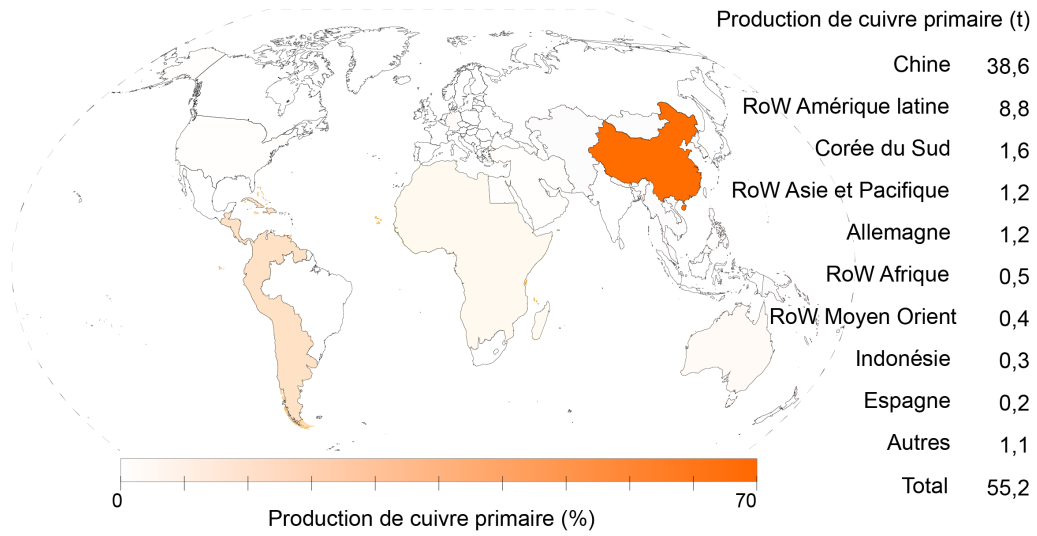 Production de cuivre primaire (t)
Chine 38,6
RoW Amérique latine 8,8
Corée du Sud 1,6
RoW Asie et Pacifique 1,2
Allemagne 1,2
RoW Afrique 0,5
RoW Moyen Orient 0,4
Indonésie 0,3
Espagne 0,2
Autres 1,1
Total 55,2
0 70
Production de cuivre primaire (%)